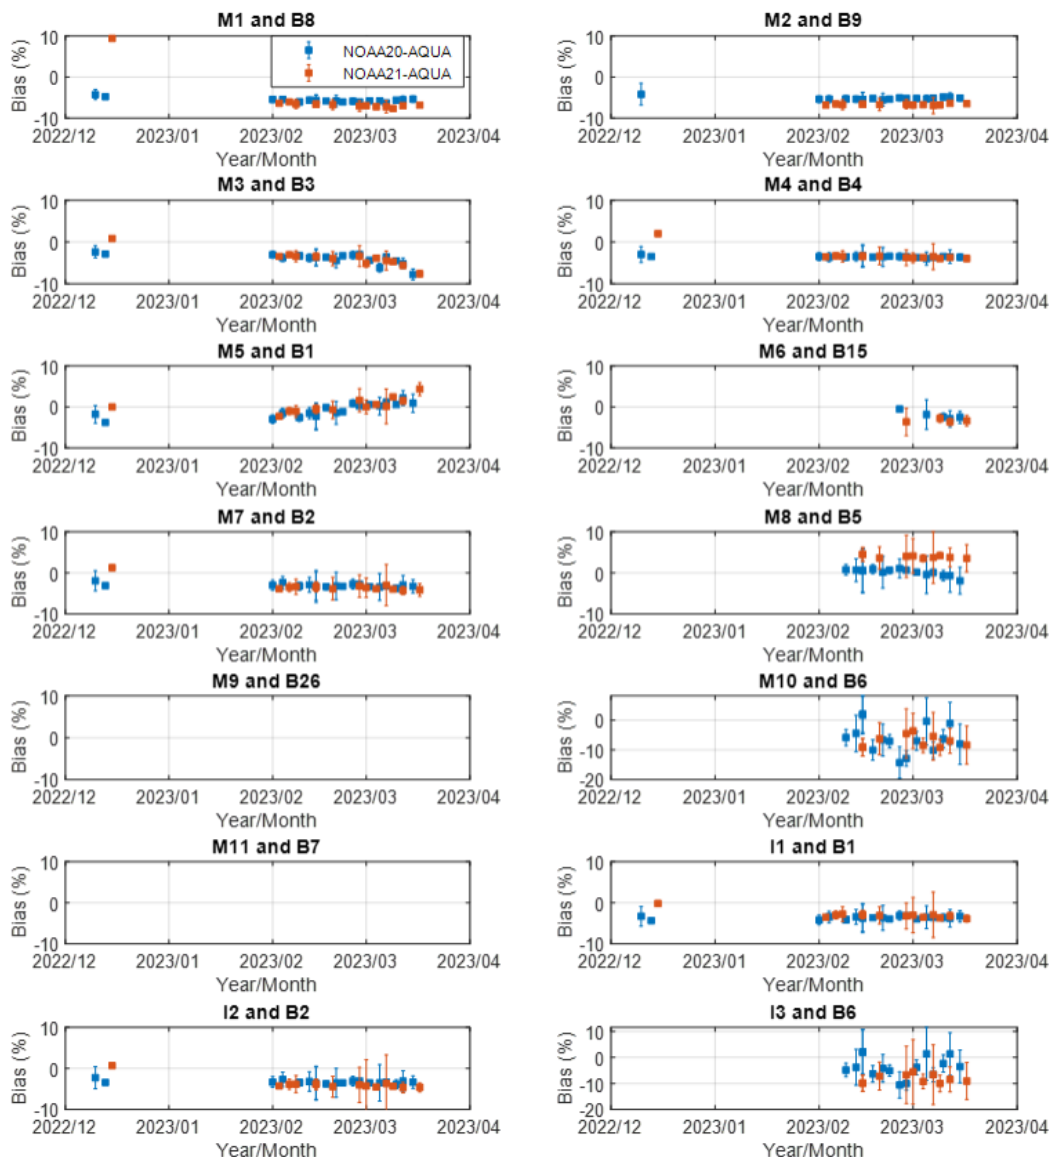 M1 and B8
10
0
-10
Bias (%)
NOAA20-AQUA
NOAA21-AQUA
2022/12 2023/01 2023/02 2023/03 2023/04
Year/Month
M2 and B9
10
0
-10
Bias (%)
2022/12 2023/01 2023/02 2023/03 2023/04
Year/Month
M3 and B3
10
0
-10
Bias (%)
2022/12 2023/01 2023/02 2023/03 2023/04
Year/Month
M4 and B4
10
0
-10
Bias (%)
2022/12 2023/01 2023/02 2023/03 2023/04
Year/Month
M5 and B1
10
0
-10
Bias (%)
2022/12 2023/01 2023/02 2023/03 2023/04
Year/Month
M6 and B15
10
0
-10
Bias (%)
2022/12 2023/01 2023/02 2023/03 2023/04
Year/Month
M7 and B2
10
0
-10
Bias (%)
2022/12 2023/01 2023/02 2023/03 2023/04
Year/Month
M8 and B5
10
0
-10
Bias (%)
2022/12 2023/01 2023/02 2023/03 2023/04
Year/Month
M9 and B26
10
0
-10
Bias (%)
2022/12 2023/01 2023/02 2023/03 2023/04
Year/Month
M10 and B6
0
-10
-20
Bias (%)
2022/12 2023/01 2023/02 2023/03 2023/04
Year/Month
M11 and B7
10
0
-10
Bias (%)
2022/12 2023/01 2023/02 2023/03 2023/04
Year/Month
I1 and B1
10
0
-10
Bias (%)
2022/12 2023/01 2023/02 2023/03 2023/04
Year/Month
I2 and B2
10
0
-10
Bias (%)
2022/12 2023/01 2023/02 2023/03 2023/04
Year/Month
I3 and B6
10
0
-10
-20
Bias (%)
2022/12 2023/01 2023/02 2023/03 2023/04
Year/Month